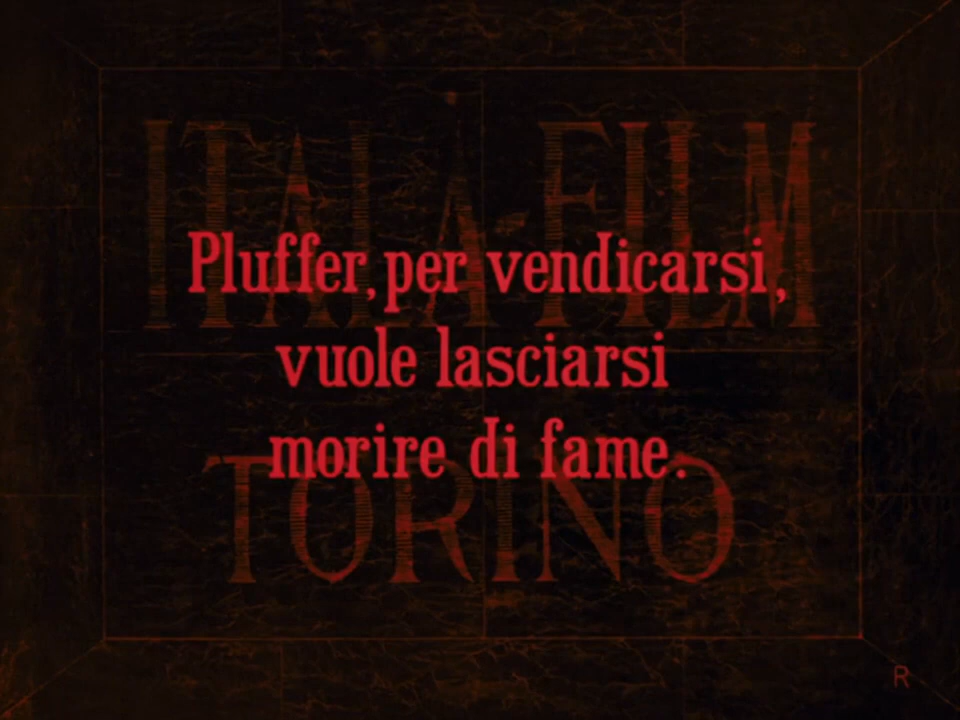 ITALA FILM
Pluffer, per vendicarsi,
vuole lasciarsi
morire di fame.
TORINO
R